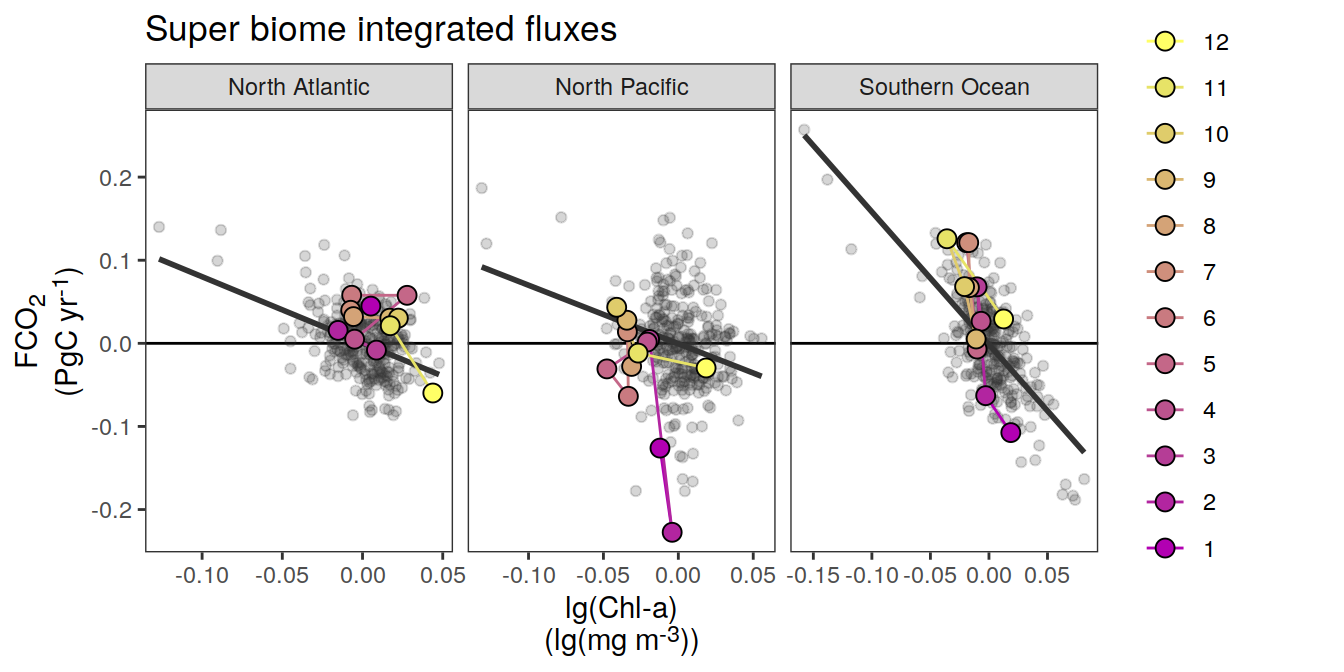 Super biome integrated fluxes
North Atlantic
North Pacific
Southern Ocean
FCO₂
(PgC yr⁻¹)
0.2
0.1
0.0
-0.1
-0.2
-0.10 -0.05 0.00 0.05
-0.10 -0.05 0.00 0.05
-0.15 -0.10 -0.05 0.00 0.05
lg(Chl-a)
(lg(mg m⁻³))
12
11
10
9
8
7
6
5
4
3
2
1